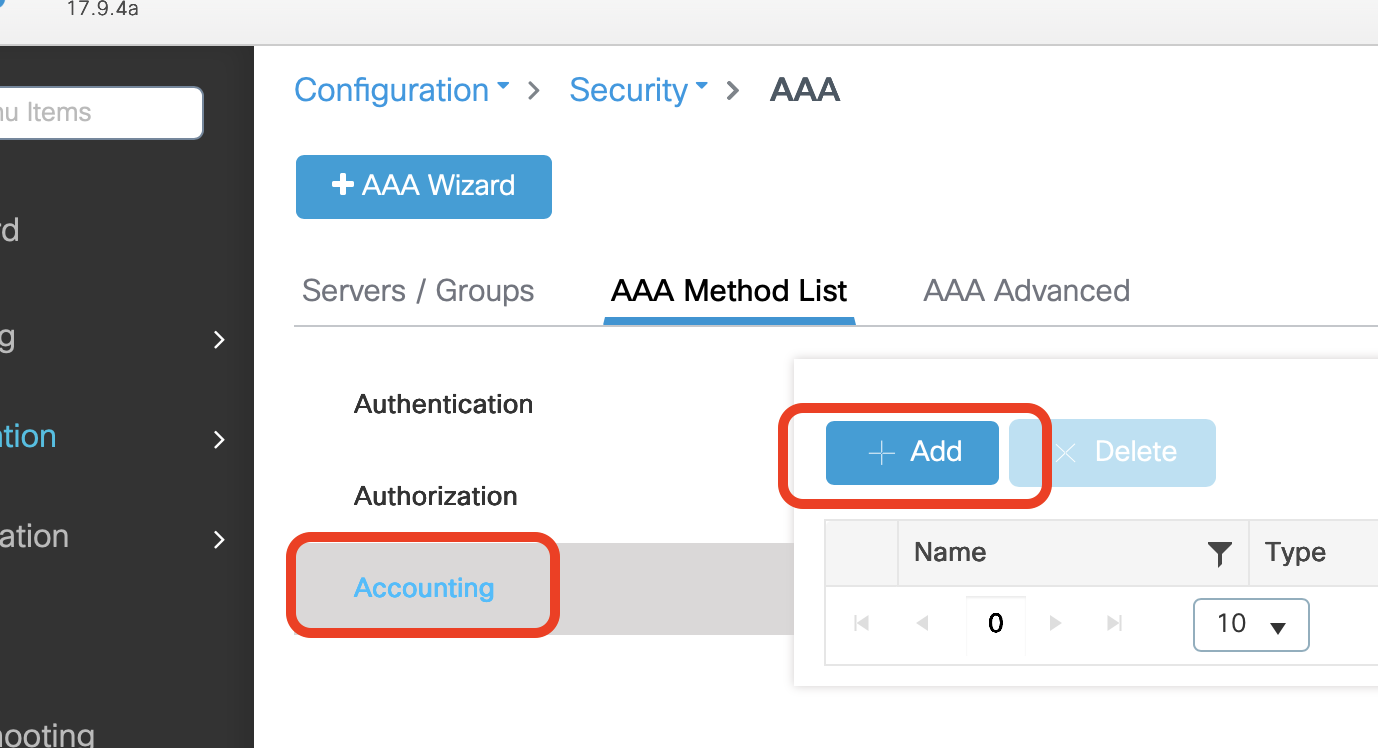 17.9.4a
Configuration > Security > AAA
nu Items
+ AAA Wizard
rd
Servers / Groups
AAA Method List
AAA Advanced
g
Authentication
ation
Add
Delete
Authorization
ation
Name
Type
Accounting
0
10
nooting